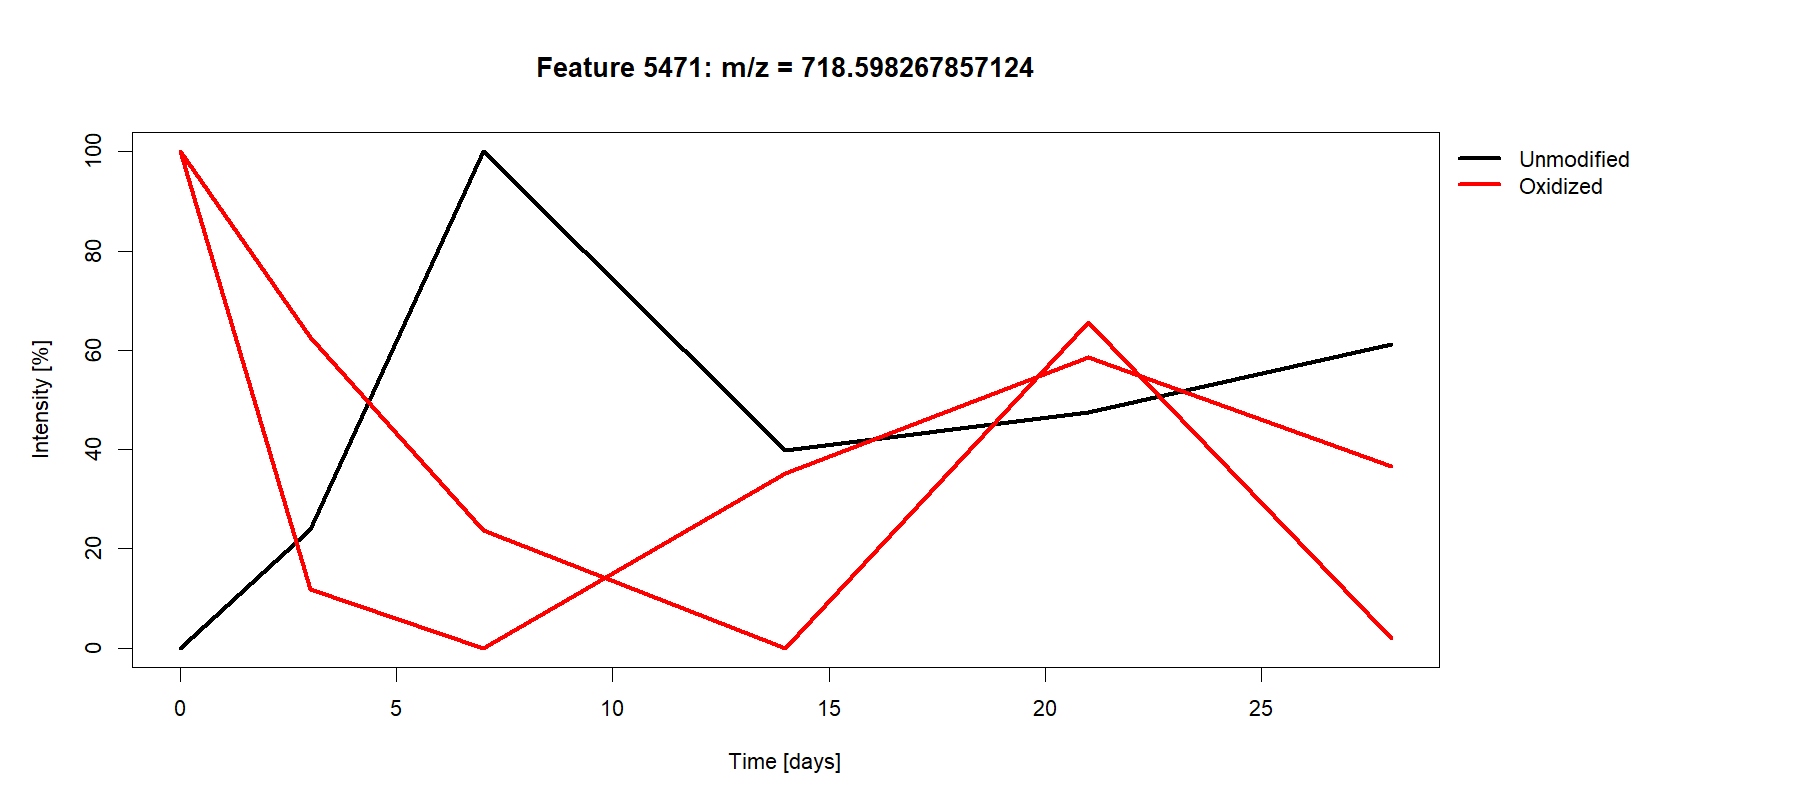 Feature 5471: m/z = 718.598267857124
Unmodified
Oxidized
Intensity [%]
100
80
60
40
20
0
0 5 10 15 20 25
Time [days]